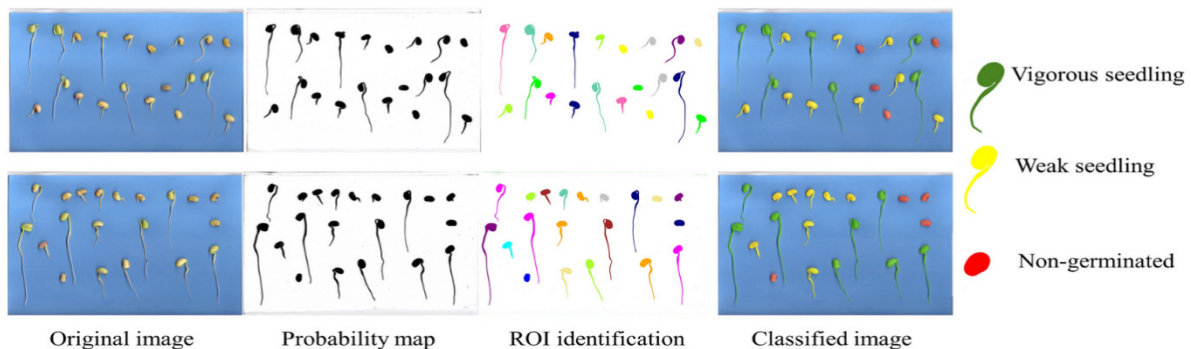 Vigorous seedling
Weak seedling
Non-germinated
Original image
Probability map
ROI identification
Classified image